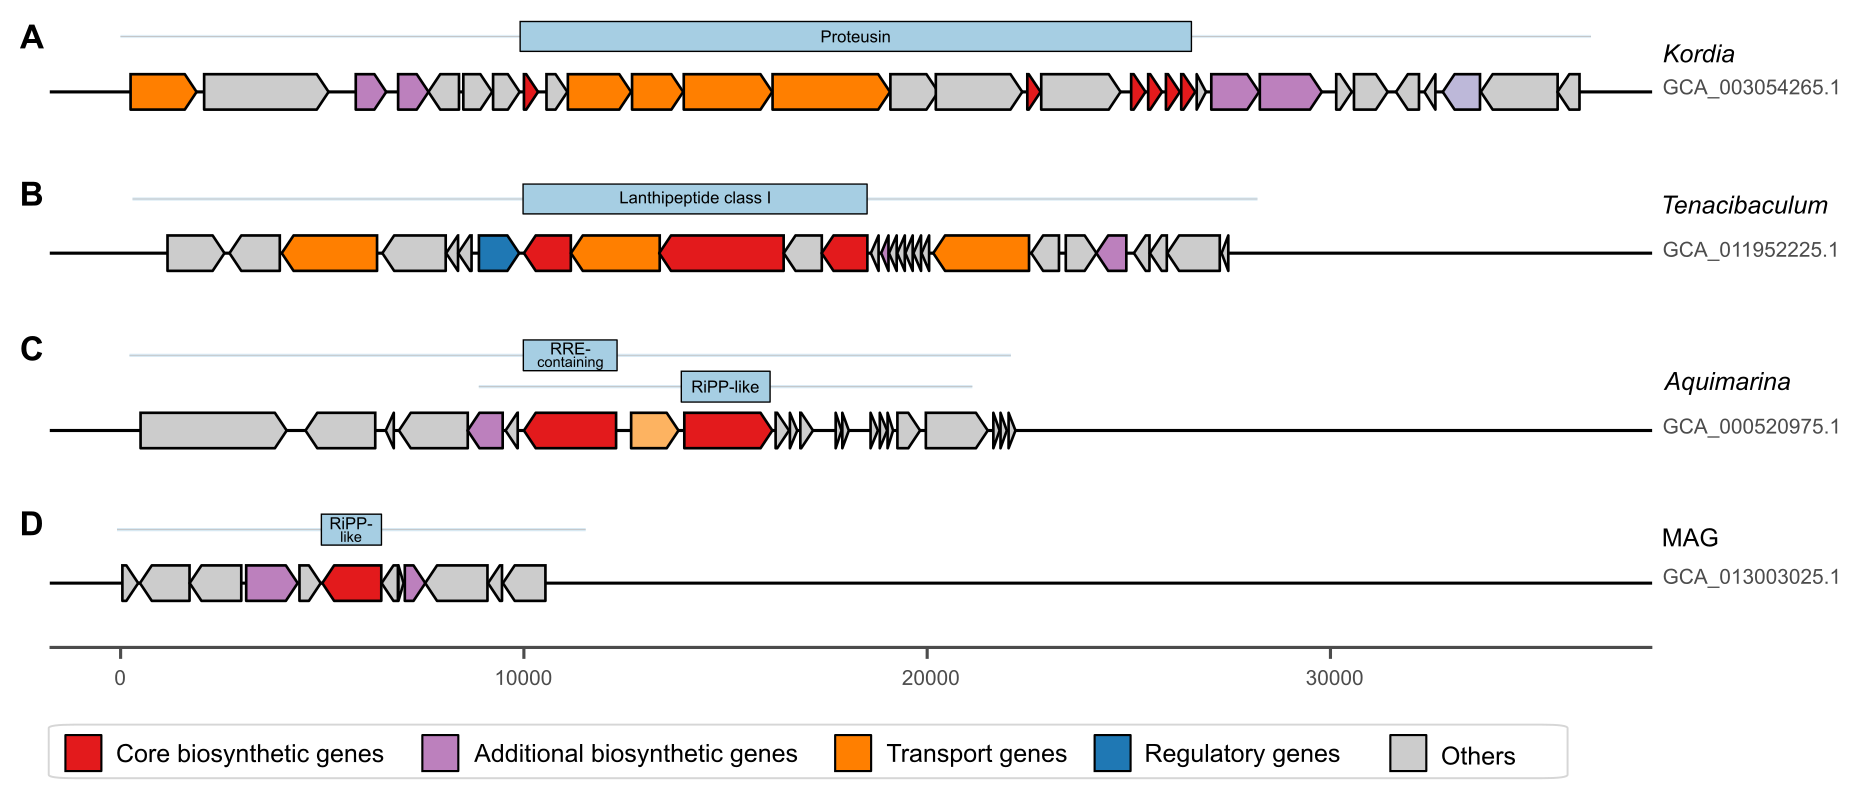 A
Proteusin
Kordia
GCA_003054265.1
B
Lanthipeptide class I
Tenacibaculum
GCA_011952225.1
C
RRE-
containing
RiPP-like
Aquimarina
GCA_000520975.1
D
RiPP-
like
MAG
GCA_013003025.1
0 10000 20000 30000
Core biosynthetic genes Additional biosynthetic genes Transport genes Regulatory genes Others